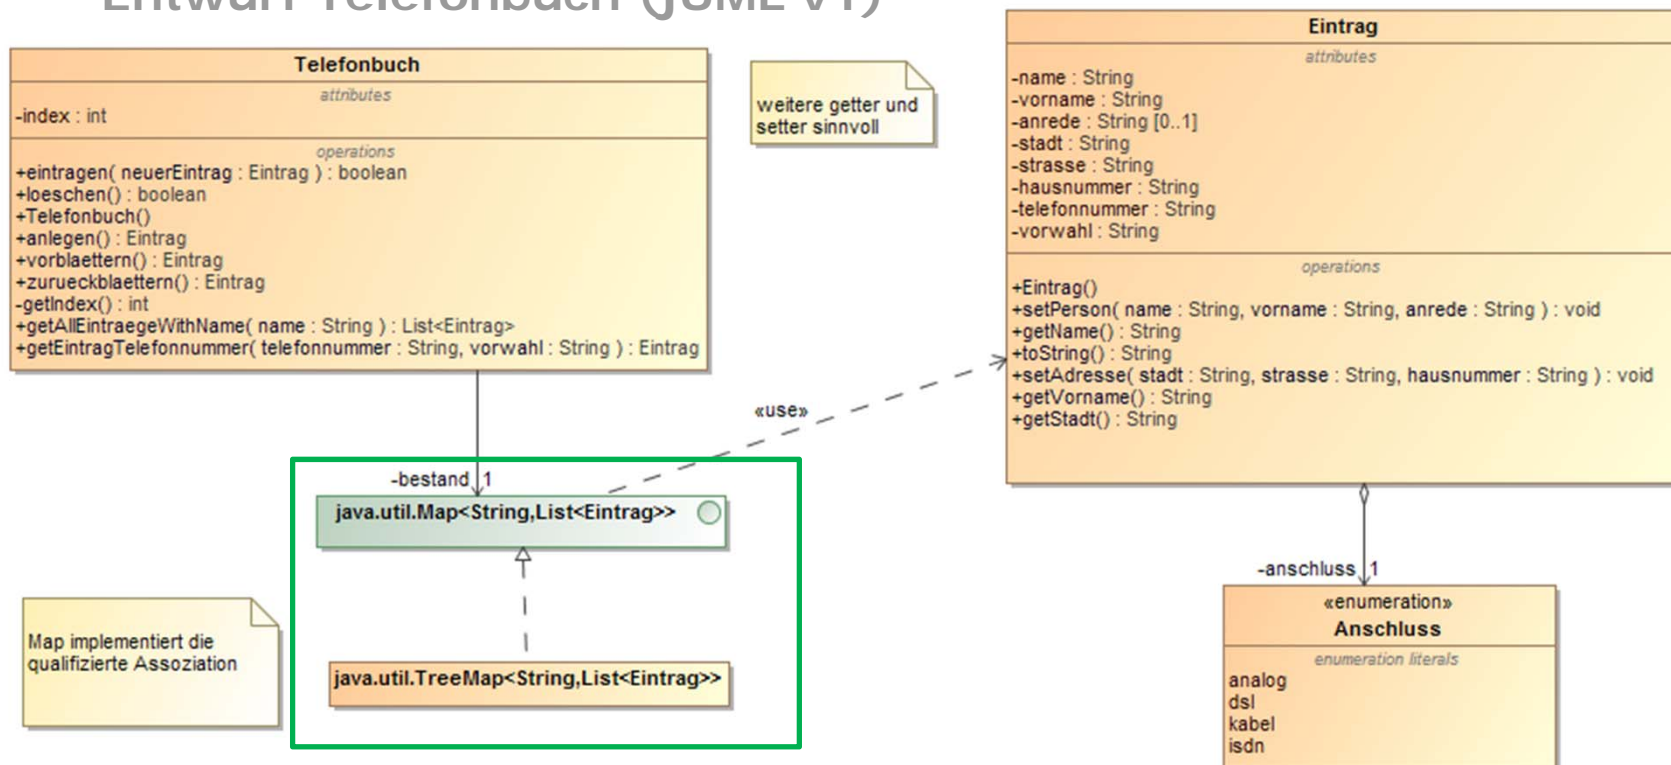 Entwurf Telefonbuch (jUML V1)
Telefonbuch
attributes
-index : int
operations
+eintragen( neuerEintrag : Eintrag ) : boolean
+loeschen() : boolean
+Telefonbuch()
+anlegen() : Eintrag
+vorblaettern() : Eintrag
+zurueckblaettern() : Eintrag
-getIndex() : int
+getAllEintraegeWithName( name : String ) : List<Eintrag>
+getEintragTelefonnummer( telefonnummer : String, vorwahl : String ) : Eintrag
weitere getter und
setter sinnvoll
Eintrag
attributes
-name : String
-vorname : String
-anrede : String [0..1]
-stadt : String
-strasse : String
-hausnummer : String
-telefonnummer : String
-vorwahl : String
operations
+Eintrag()
+setPerson( name : String, vorname : String, anrede : String ) : void
+getName() : String
+toString() : String
+setAdresse( stadt : String, strasse : String, hausnummer : String ) : void
+getVorname() : String
+getStadt() : String
«use»
-bestand 1
java.util.Map<String,List<Eintrag>>
Map implementiert die
qualifizierte Assoziation
java.util.TreeMap<String,List<Eintrag>>
-anschluss 1
«enumeration»
Anschluss
enumeration literals
analog
dsl
kabel
isdn